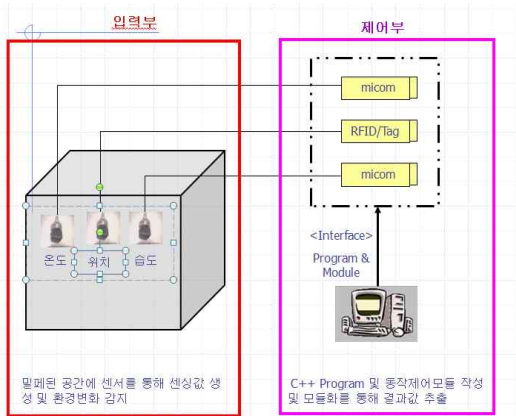 입력부
제어부
micom
RFID/Tag
micom
<Interface>
Program &
Module
온도
위치
습도
밀폐된 공간에 센서를 통해 센싱값 생
성 및 환경변화 감지
C++ Program 및 동작제어모듈 작성
및 모듈화를 통해 결과값 추출